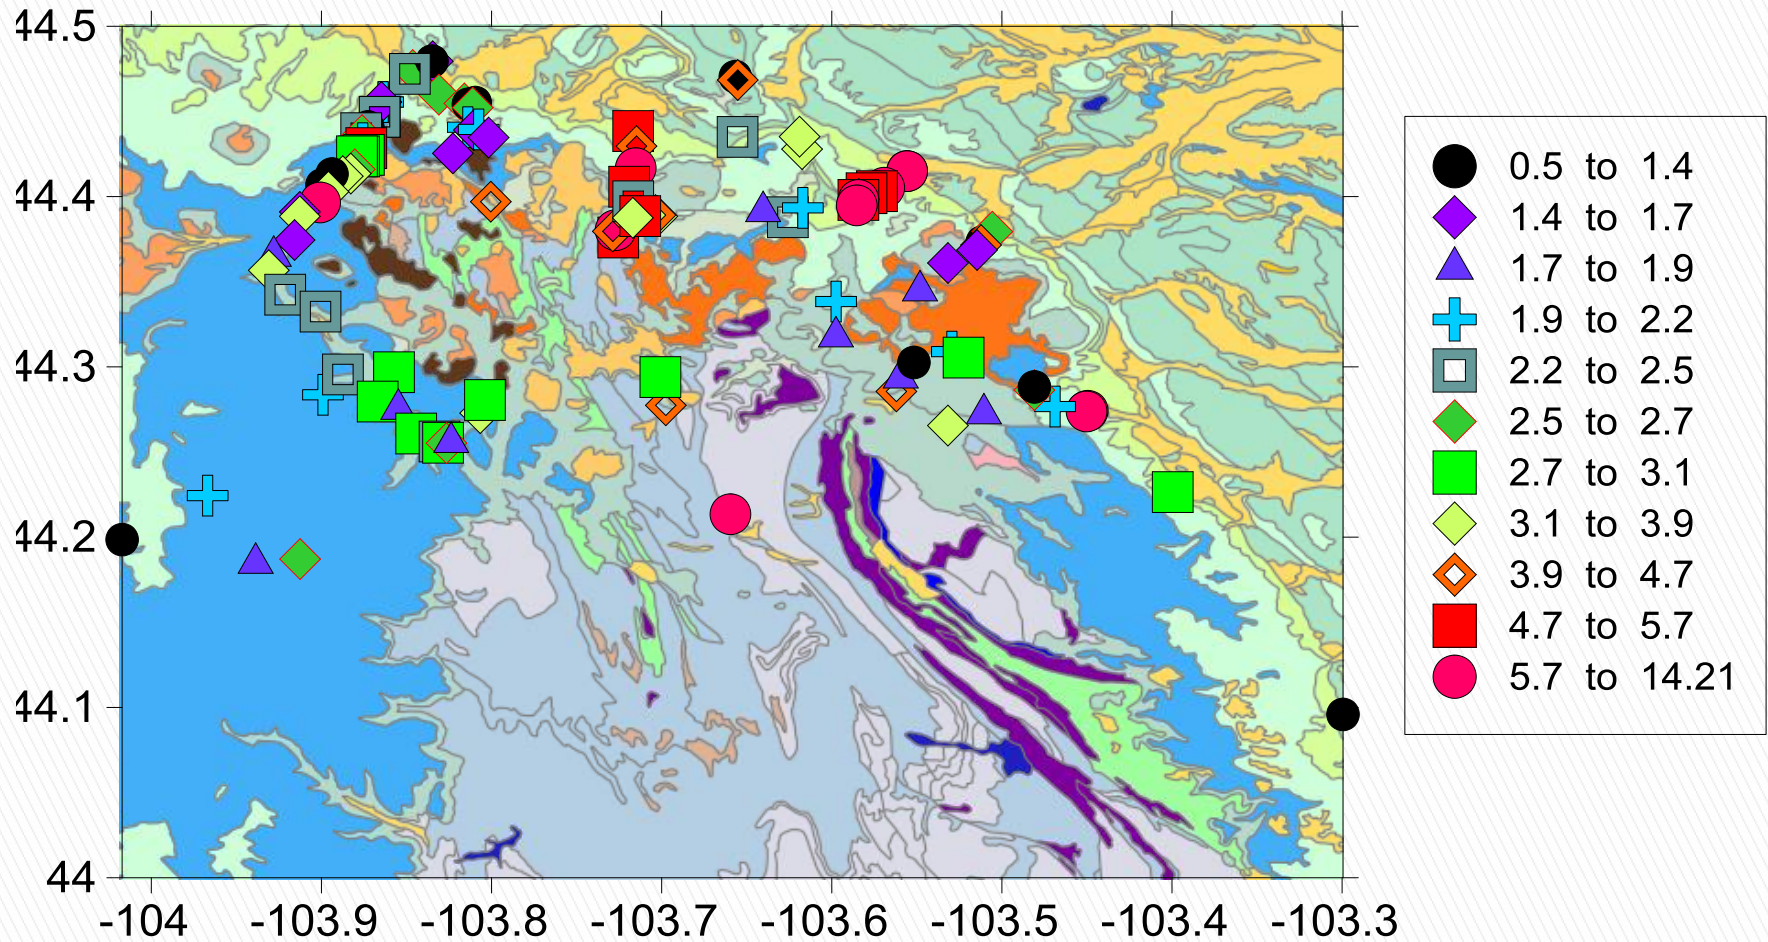 44.5
44.4
44.3
44.2
44.1
44
-104 -103.9 -103.8 -103.7 -103.6 -103.5 -103.4 -103.3
0.5 to 1.4
1.4 to 1.7
1.7 to 1.9
1.9 to 2.2
2.2 to 2.5
2.5 to 2.7
2.7 to 3.1
3.1 to 3.9
3.9 to 4.7
4.7 to 5.7
5.7 to 14.21